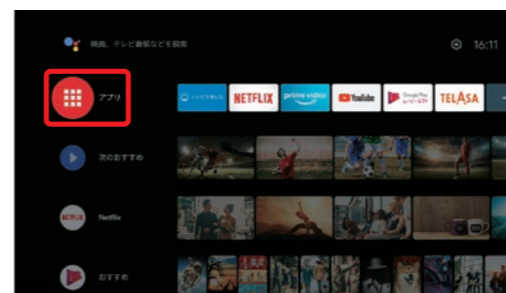 映画、テレビ番組などを検索
16:11
アプリ
NETFLIX
prime video
YouTube
Google Play
TELASA
次のおすすめ
NETFLIX
Netflix
おすすめ